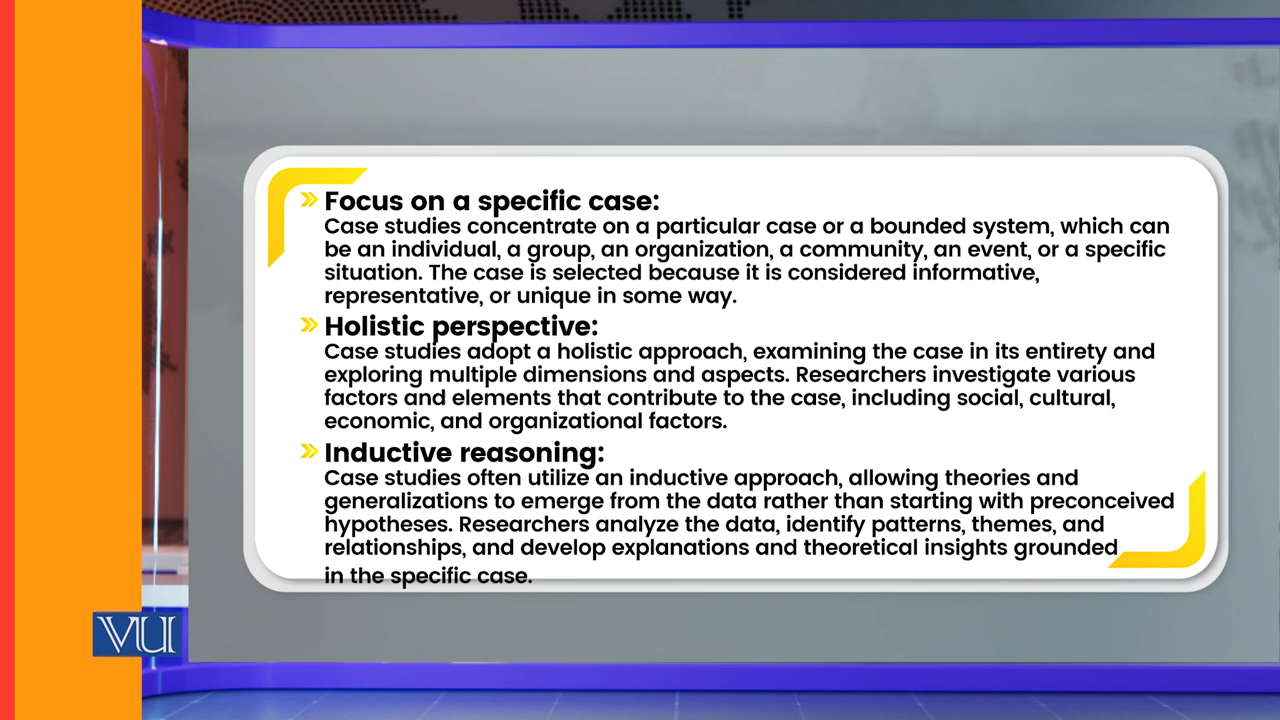 Focus on a specific case:
Case studies concentrate on a particular case or a bounded system, which can
be an individual, a group, an organization, a community, an event, or a specific
situation. The case is selected because it is considered informative,
representative, or unique in some way.
Holistic perspective:
Case studies adopt a holistic approach, examining the case in its entirety and
exploring multiple dimensions and aspects. Researchers investigate various
factors and elements that contribute to the case, including social, cultural,
economic, and organizational factors.
Inductive reasoning:
Case studies often utilize an inductive approach, allowing theories and
generalizations to emerge from the data rather than starting with preconceived
hypotheses. Researchers analyze the data, identify patterns, themes, and
relationships, and develop explanations and theoretical insights grounded
in the specific case.
VU